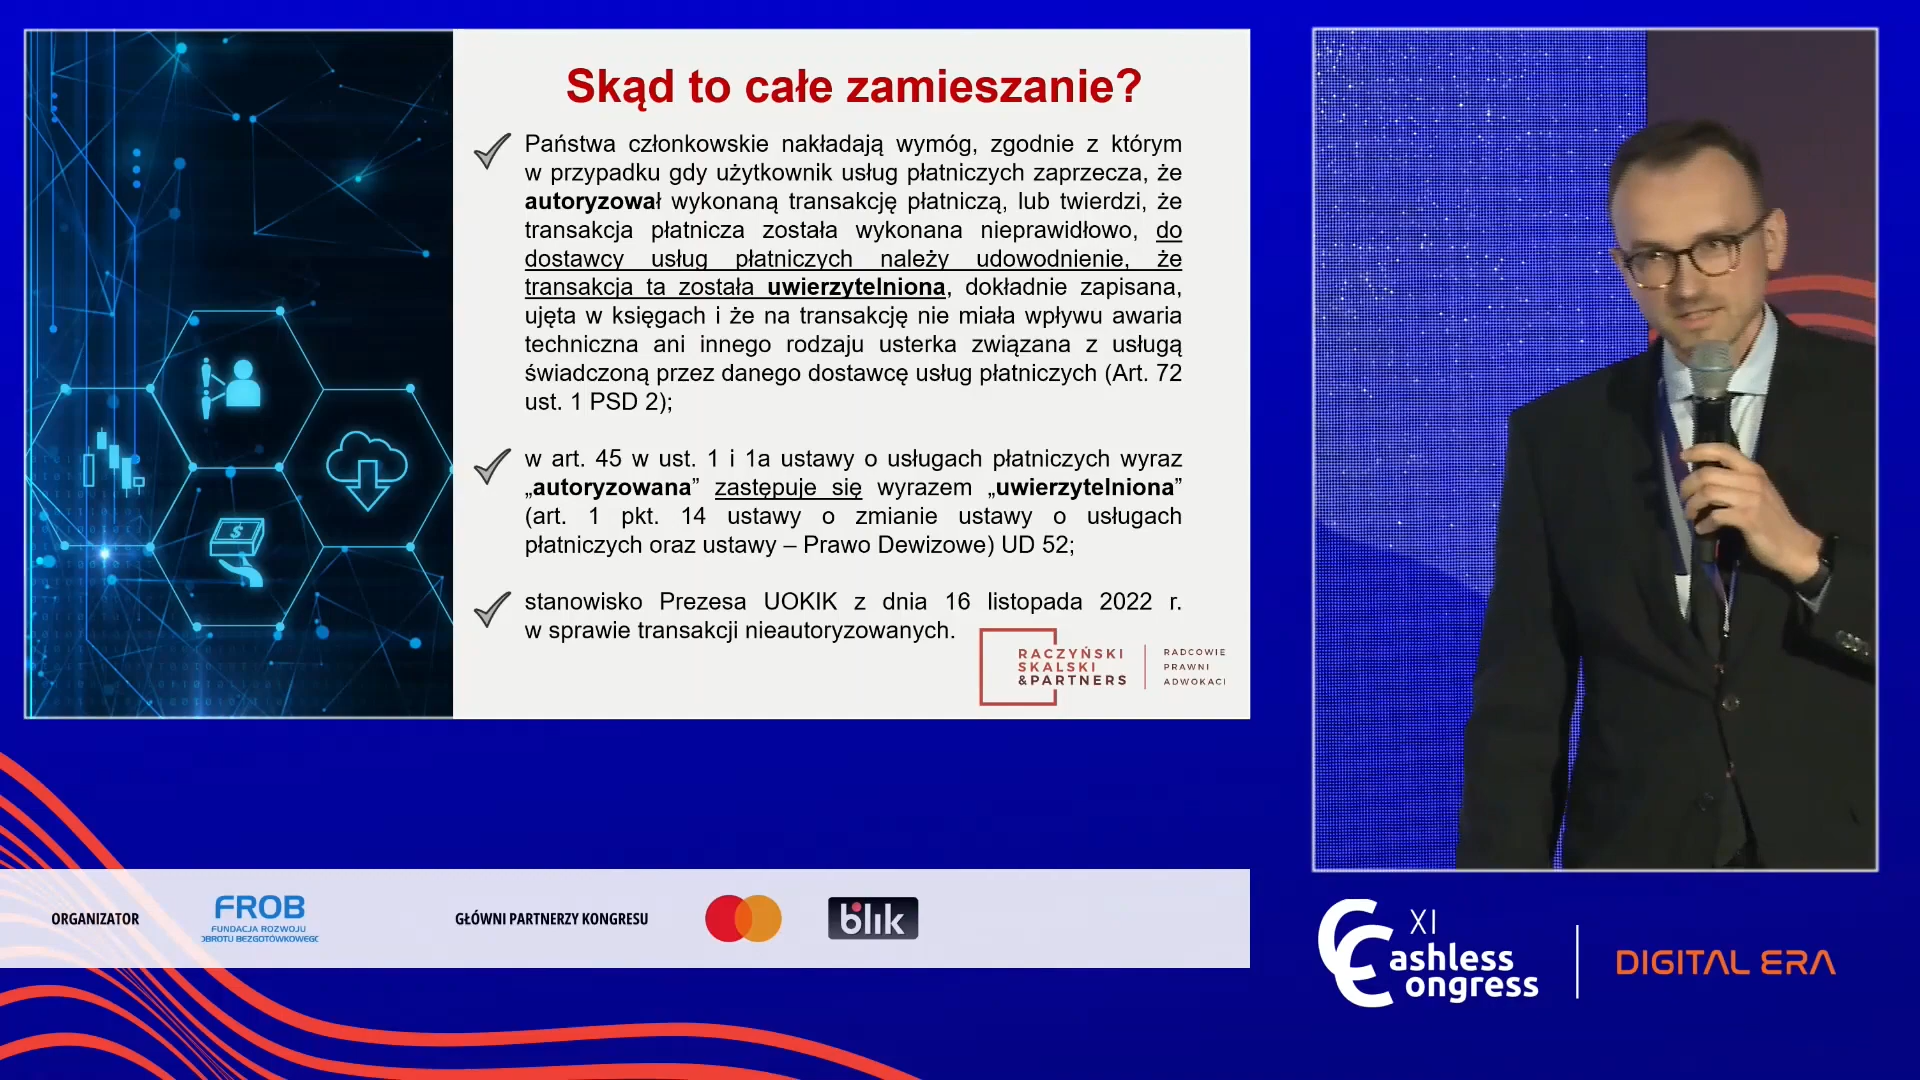 Skąd to całe zamieszanie?
Państwa członkowskie nakładają wymóg, zgodnie z którym
w przypadku gdy użytkownik usług płatniczych zaprzecza, że
autoryzował wykonaną transakcję płatniczą, lub twierdzi, że
transakcja płatnicza została wykonana nieprawidłowo, do
dostawcy usług płatniczych należy udowodnienie, że
transakcja ta została uwierzytelniona, dokładnie zapisana,
ujęta w księgach i że na transakcję nie miała wpływu awaria
techniczna ani innego rodzaju usterka związana z usługą
świadczoną przez danego dostawcę usług płatniczych (Art. 72
ust. 1 PSD 2);
w art. 45 w ust. 1 i 1a ustawy o usługach płatniczych wyraz
„autoryzowana” zastępuje się wyrazem „uwierzytelniona”
(art. 1 pkt. 14 ustawy o zmianie ustawy o usługach
płatniczych oraz ustawy – Prawo Dewizowe) UD 52;
stanowisko Prezesa UOKIK z dnia 16 listopada 2022 r.
w sprawie transakcji nieautoryzowanych.
RACZYŃSKI
SKALSKI
&PARTNERS
RADCOWIE
PRAWNI
ADWOKACI
ORGANIZATOR
FROB
FUNDACJA ROZWOJU
OBROTU BEZGOTÓWKOWEGO
GŁÓWNI PARTNERZY KONGRESU
blik
XI
Cashless
Congress
DIGITAL ERA